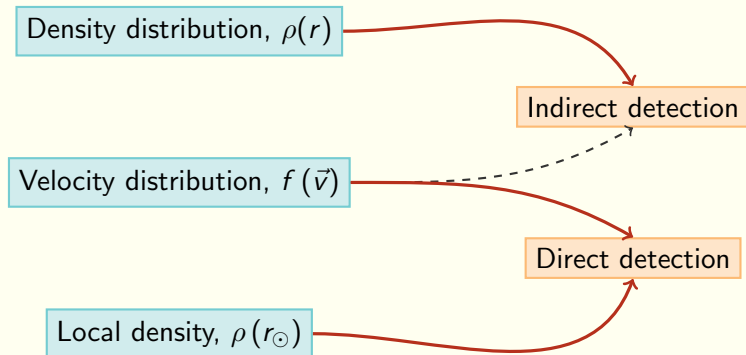 Density distribution, ρ(r)
Indirect detection
Velocity distribution, f (v⃗)
Direct detection
Local density, ρ (r☉)